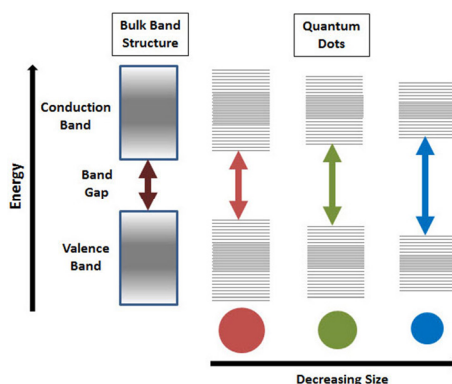 Bulk Band
Structure
Quantum
Dots
Conduction
Band
Band
Gap
Valence
Band
Energy
Decreasing Size